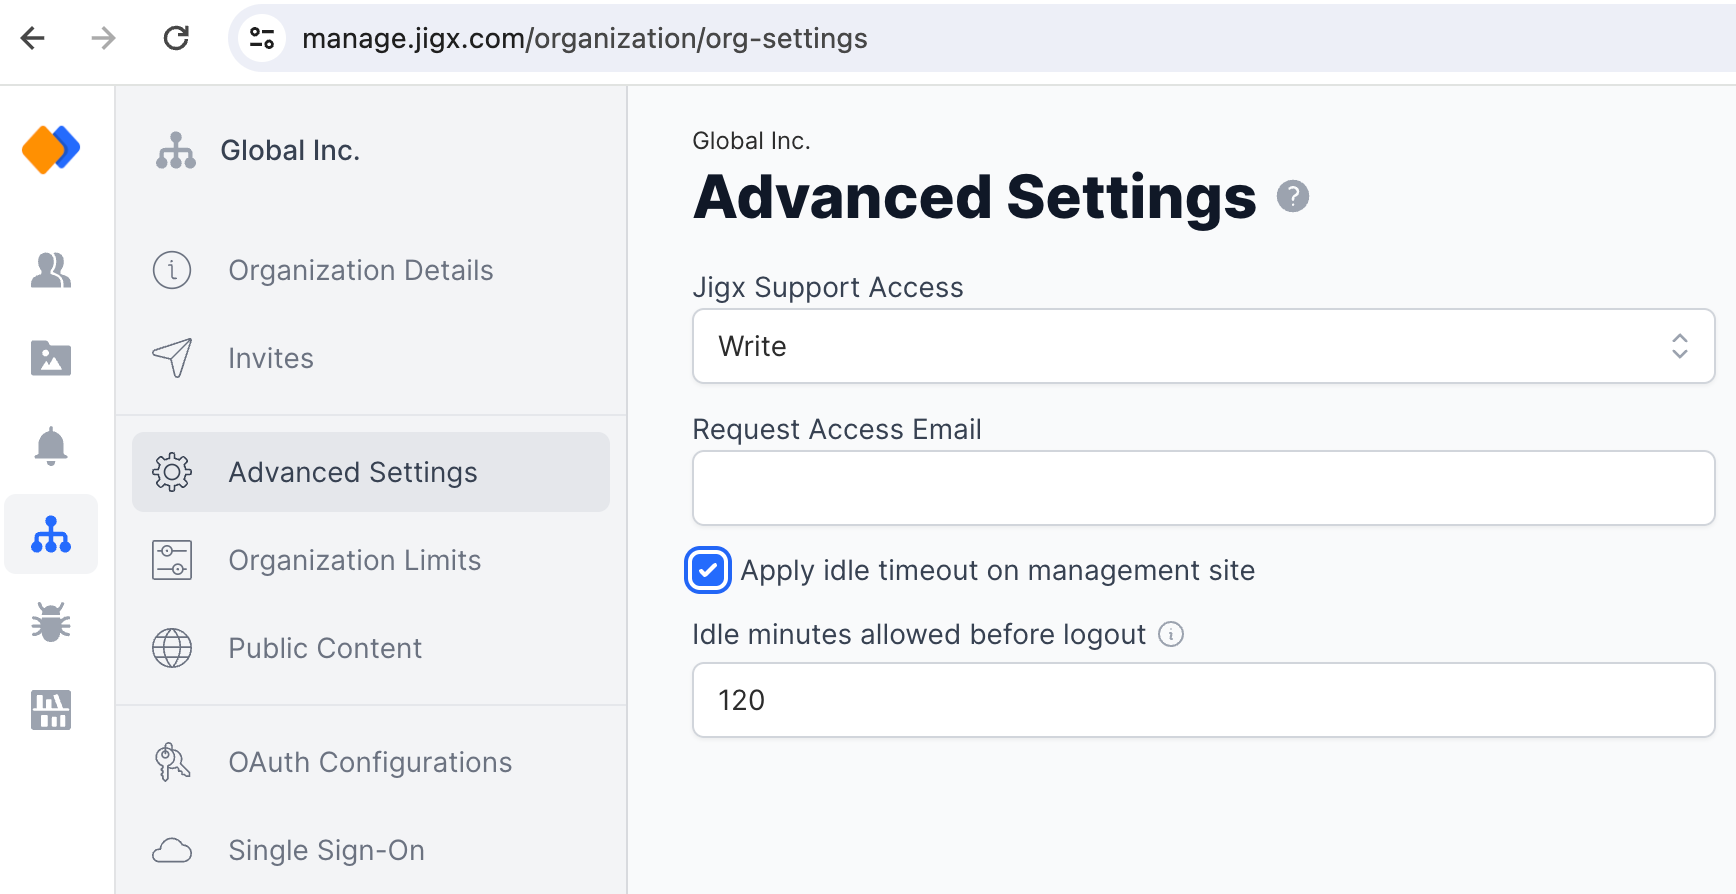 manage.jigx.com/organization/org-settings
Global Inc.
Organization Details
Invites
Advanced Settings
Organization Limits
Public Content
OAuth Configurations
Single Sign-On
Global Inc.
Advanced Settings ?
Jigx Support Access
Write
Request Access Email
Apply idle timeout on management site
Idle minutes allowed before logout
120